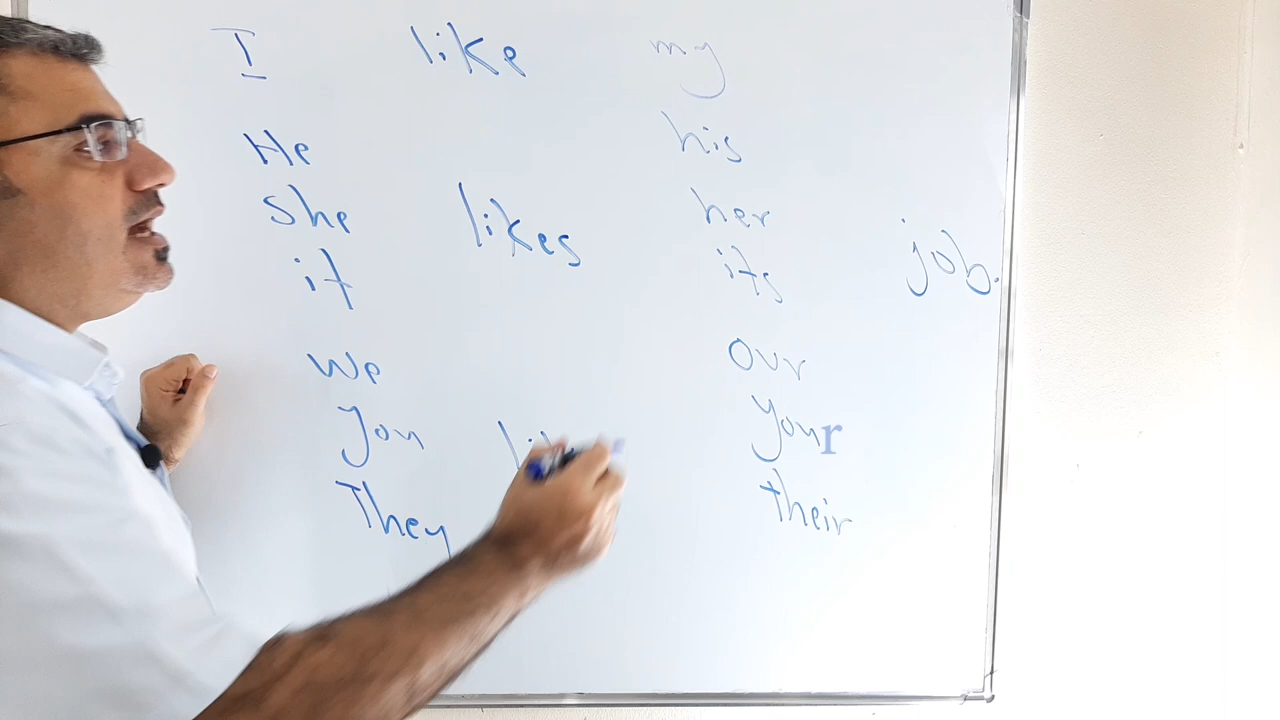 I like my
He his
She likes her
it its job.
We our
You your
They their